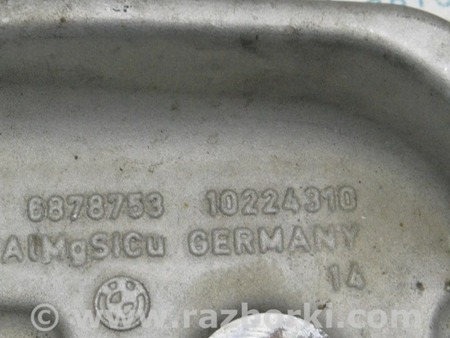 6878753 10224310
AlMgSiCu GERMANY
14
© www.razborki.com